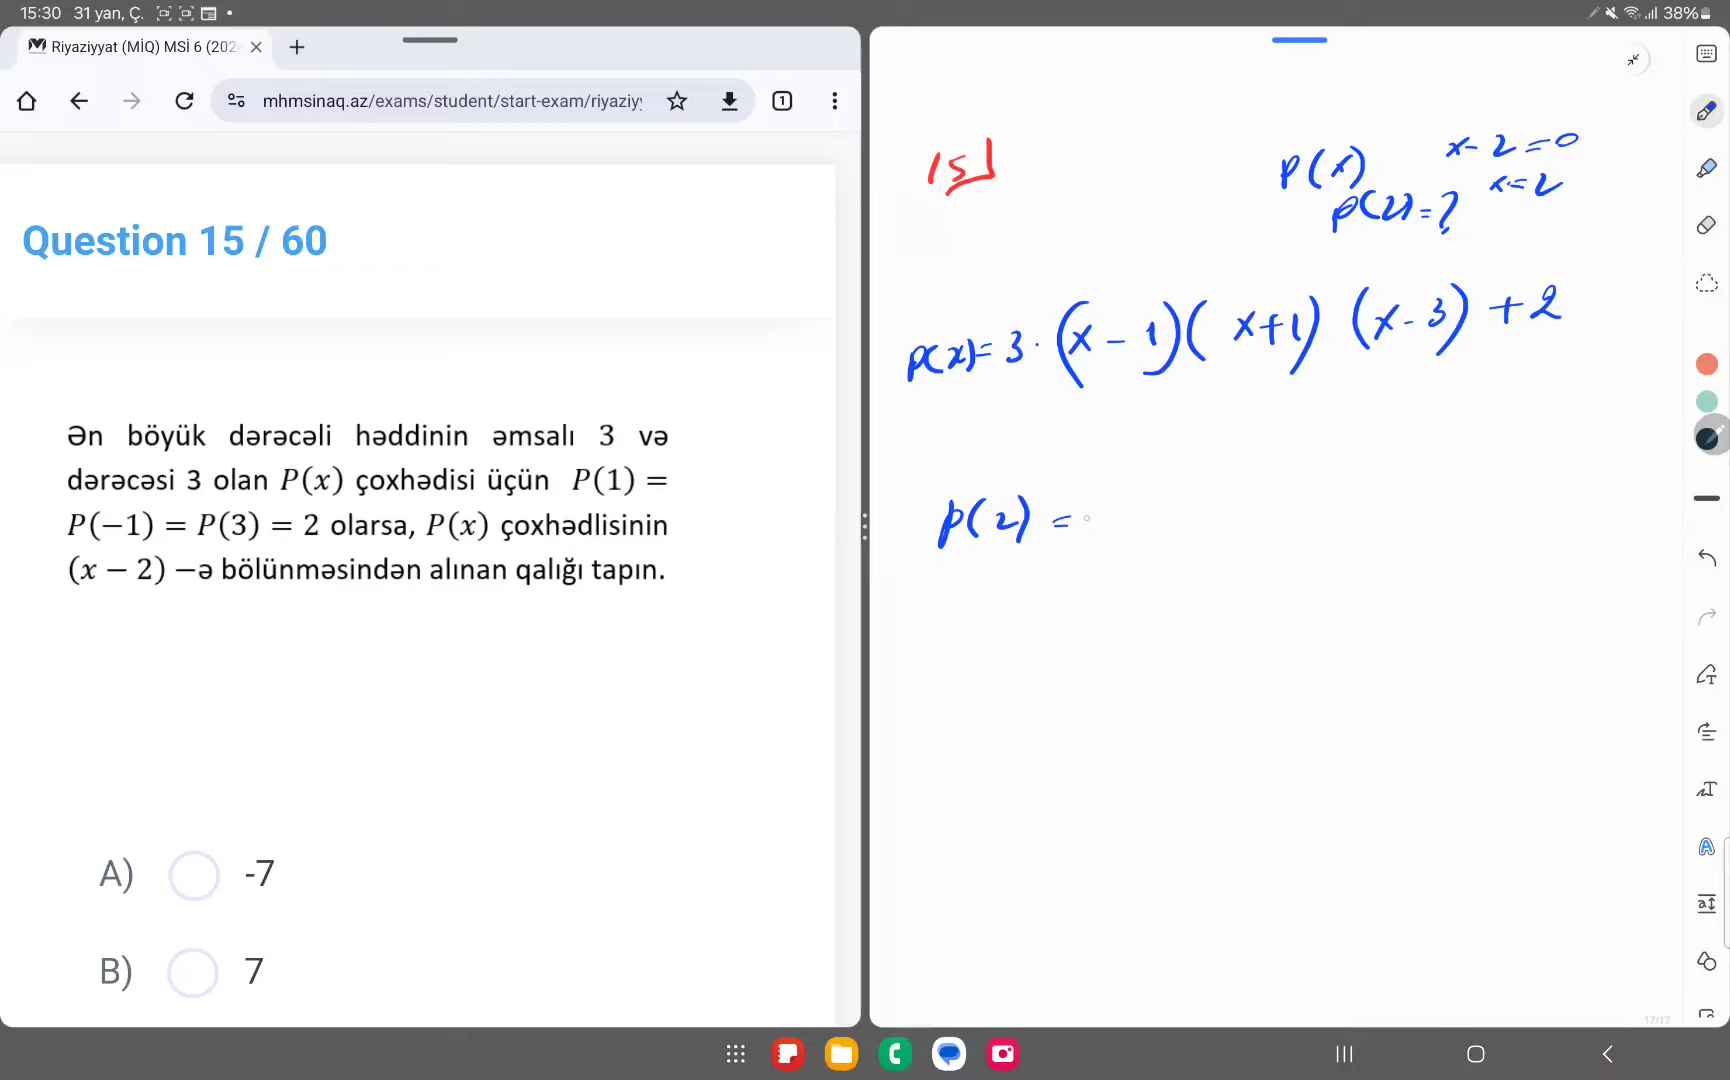 15:30 31 yan, Ç. • 38%
Riyaziyyat (MİQ) MSİ 6 (202
mhmsinaq.az/exams/student/start-exam/riyaziy
1
Question 15 / 60
Ən böyük dərəcəli həddinin əmsalı 3 və
dərəcəsi 3 olan P(x) çoxhədisi üçün P(1) =
P(−1) = P(3) = 2 olarsa, P(x) çoxhədlisinin
(x − 2) −ə bölünməsindən alınan qalığı tapın.
A) -7
B) 7
15
P(x) x-2=0
P(2)=? x=2
P(x)=3·(x-1)(x+1)(x-3)+2
P(2)=
17/17